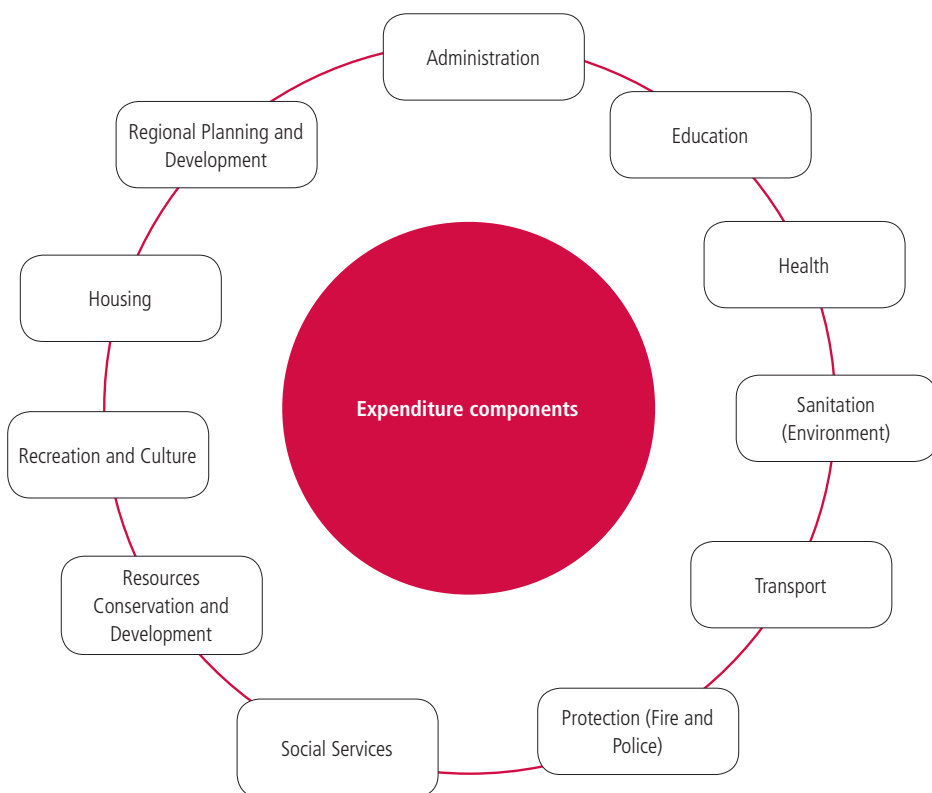 Administration
Education
Health
Sanitation
(Environment)
Transport
Protection (Fire and
Police)
Social Services
Resources
Conservation and
Development
Recreation and Culture
Housing
Regional Planning and
Development
Expenditure components